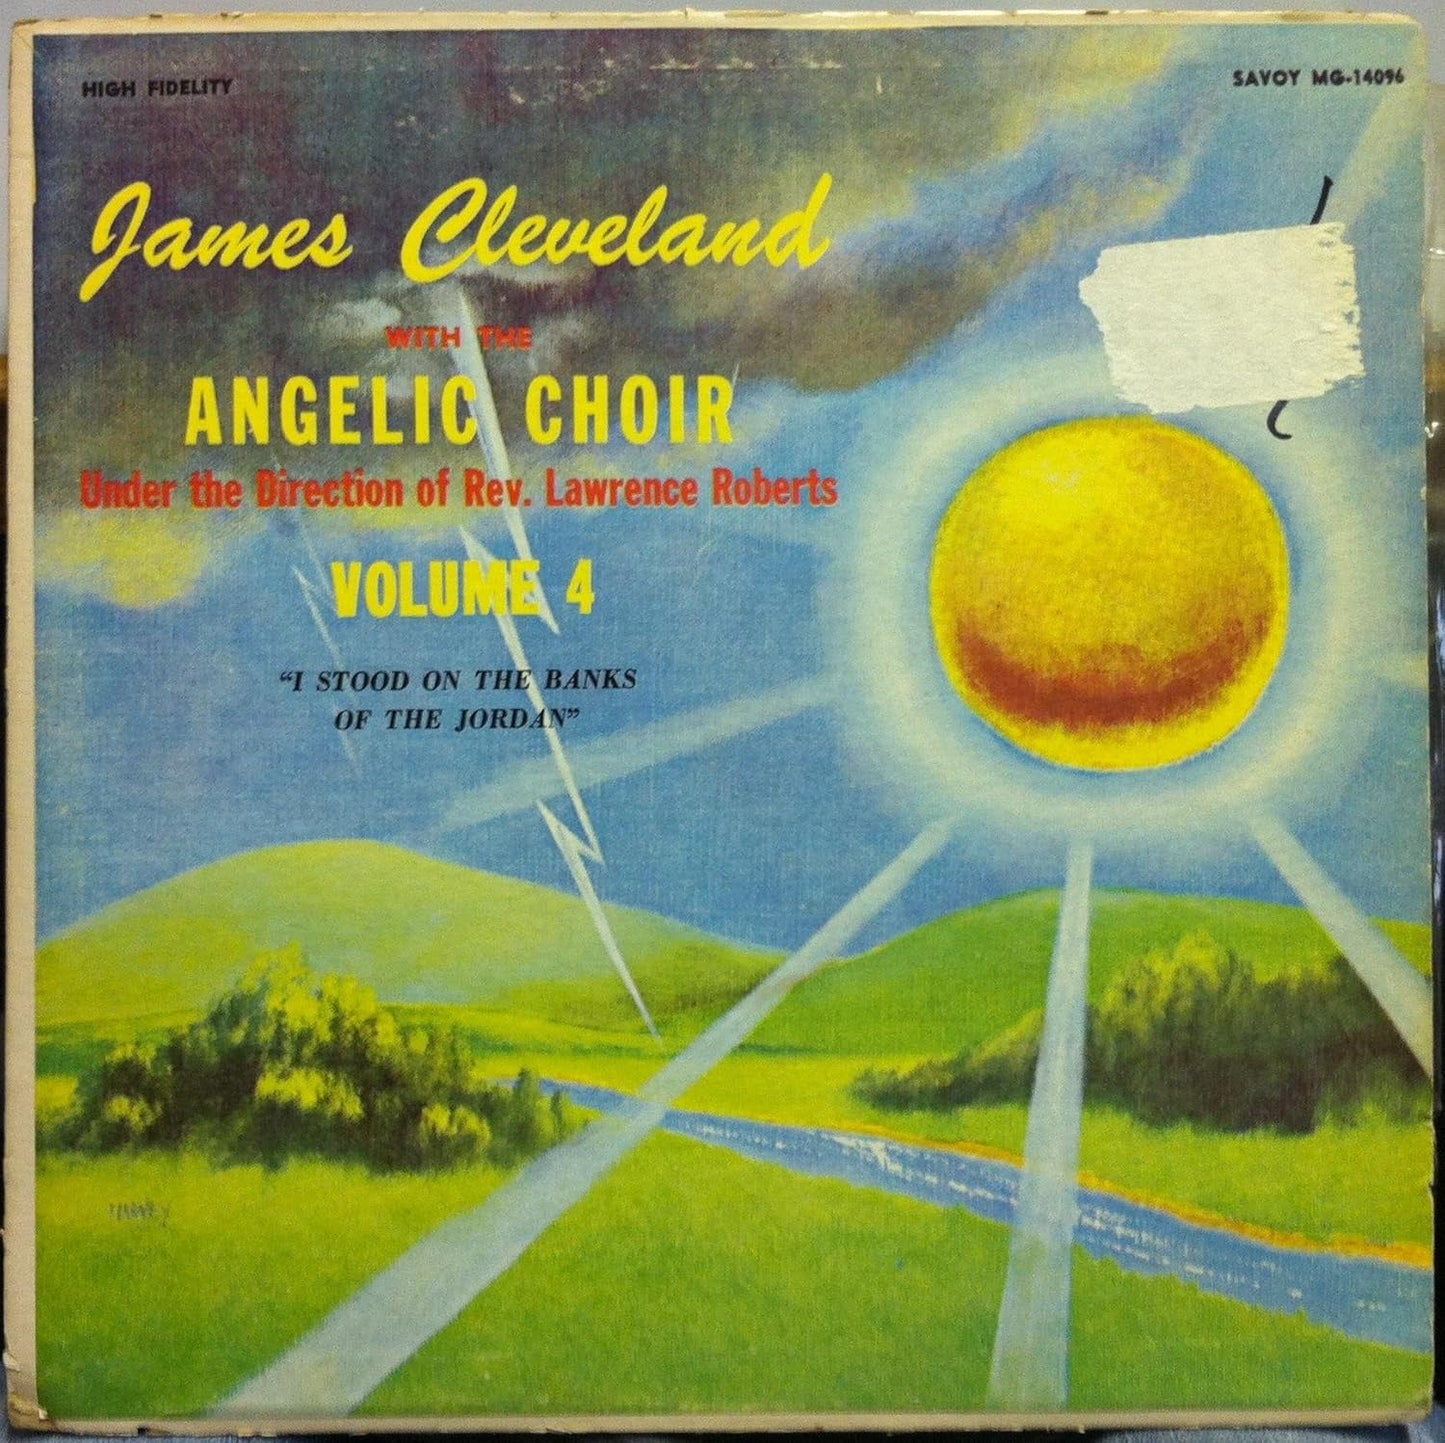 HIGH FIDELITY
SAVOY MG-14096
James Cleveland
WITH THE
ANGELIC CHOIR
Under the Direction of Rev. Lawrence Roberts
VOLUME 4
“I STOOD ON THE BANKS
OF THE JORDAN”
HARVEY